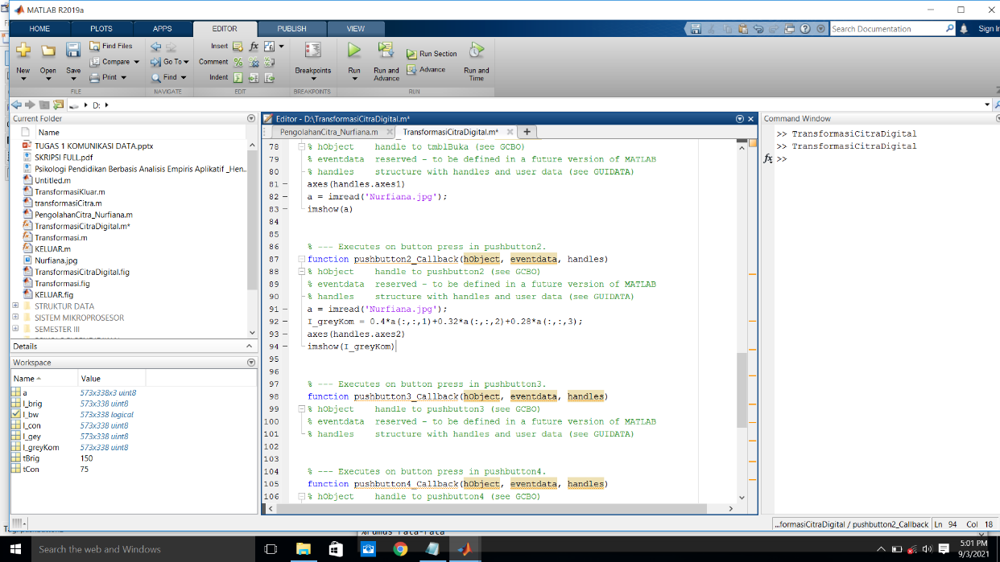 MATLAB R2019a
HOME
PLOTS
APPS
EDITOR
PUBLISH
VIEW
Search Documentation
Sign In
New
Open
Save
Find Files
Compare
Print
Go To
Find
Insert
Comment
Indent
Breakpoints
Run
Run and
Advance
Run Section
Advance
Run and
Time
FILE
NAVIGATE
EDIT
BREAKPOINTS
RUN
D:
Current Folder
Name
TUGAS 1 KOMUNIKASI DATA.pptx
SKRIPSI FULL.pdf
Psikologi Pendidikan Berbasis Analisis Empiris Aplikatif _Hen...
Untitled.m
TransformasiKluar.m
transformasiCitra.m
PengolahanCitra_Nurfiana.m
TransformasiCitraDigital.m*
Transformasi.m
KELUAR.m
Nurfiana.jpg
TransformasiCitraDigital.fig
Transformasi.fig
KELUAR.fig
STRUKTUR DATA
SISTEM MIKROPROSESOR
SEMESTER III
Details
Workspace
Name
Value
a 573x338x3 uint8
I_brig 573x338 uint8
I_bw 573x338 logical
I_con 573x338 uint8
I_gey 573x338 uint8
I_greyKom 573x338 uint8
tBrig 150
tCon 75
Editor - D:\TransformasiCitraDigital.m*
PengolahanCitra_Nurfiana.m
TransformasiCitraDigital.m*
78 % hObject    handle to tmblBuka (see GCBO)
79 % eventdata  reserved - to be defined in a future version of MATLAB
80 % handles    structure with handles and user data (see GUIDATA)
81 axes(handles.axes1)
82 a = imread('Nurfiana.jpg');
83 imshow(a)
84
85
86 % --- Executes on button press in pushbutton2.
87 function pushbutton2_Callback(hObject, eventdata, handles)
88 % hObject    handle to pushbutton2 (see GCBO)
89 % eventdata  reserved - to be defined in a future version of MATLAB
90 % handles    structure with handles and user data (see GUIDATA)
91 a = imread('Nurfiana.jpg');
92 I_greyKom = 0.4*a(:,:,1)+0.32*a(:,:,2)+0.28*a(:,:,3);
93 axes(handles.axes2)
94 imshow(I_greyKom)
95
96
97 % --- Executes on button press in pushbutton3.
98 function pushbutton3_Callback(hObject, eventdata, handles)
99 % hObject    handle to pushbutton3 (see GCBO)
100 % eventdata  reserved - to be defined in a future version of MATLAB
101 % handles    structure with handles and user data (see GUIDATA)
102
103
104 % --- Executes on button press in pushbutton4.
105 function pushbutton4_Callback(hObject, eventdata, handles)
106 % hObject    handle to pushbutton4 (see GCBO)
Command Window
>> TransformasiCitraDigital
>> TransformasiCitraDigital
fx >>
...formasiCitraDigital / pushbutton2_Callback
Ln 94 Col 18
Search the web and Windows
5:01 PM
9/3/2021